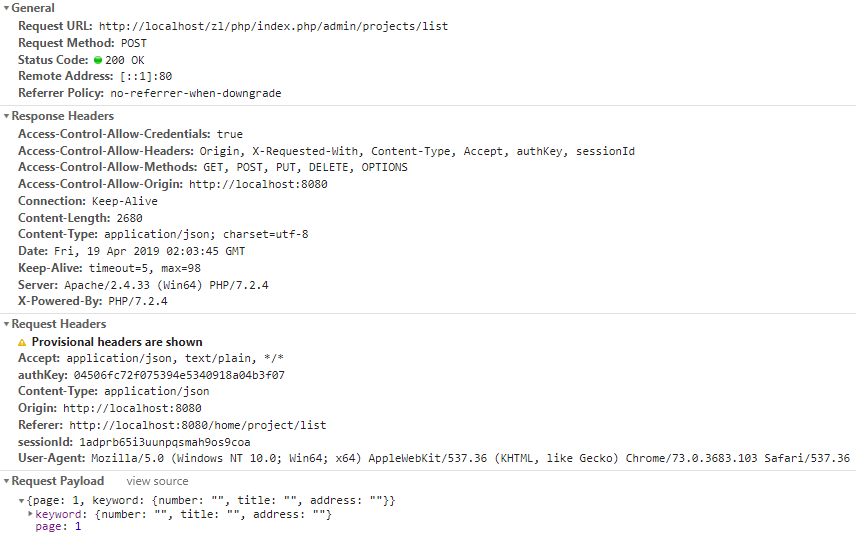 General
Request URL: http://localhost/zl/php/index.php/admin/projects/list
Request Method: POST
Status Code: 200 OK
Remote Address: [::1]:80
Referrer Policy: no-referrer-when-downgrade
Response Headers
Access-Control-Allow-Credentials: true
Access-Control-Allow-Headers: Origin, X-Requested-With, Content-Type, Accept, authKey, sessionId
Access-Control-Allow-Methods: GET, POST, PUT, DELETE, OPTIONS
Access-Control-Allow-Origin: http://localhost:8080
Connection: Keep-Alive
Content-Length: 2680
Content-Type: application/json; charset=utf-8
Date: Fri, 19 Apr 2019 02:03:45 GMT
Keep-Alive: timeout=5, max=98
Server: Apache/2.4.33 (Win64) PHP/7.2.4
X-Powered-By: PHP/7.2.4
Request Headers
Provisional headers are shown
Accept: application/json, text/plain, */*
authKey: 04506fc72f075394e5340918a04b3f07
Content-Type: application/json
Origin: http://localhost:8080
Referer: http://localhost:8080/home/project/list
sessionId: 1adprb65i3uunpqsmah9os9coa
User-Agent: Mozilla/5.0 (Windows NT 10.0; Win64; x64) AppleWebKit/537.36 (KHTML, like Gecko) Chrome/73.0.3683.103 Safari/537.36
Request Payload view source
{page: 1, keyword: {number: "", title: "", address: ""}}
keyword: {number: "", title: "", address: ""}
page: 1